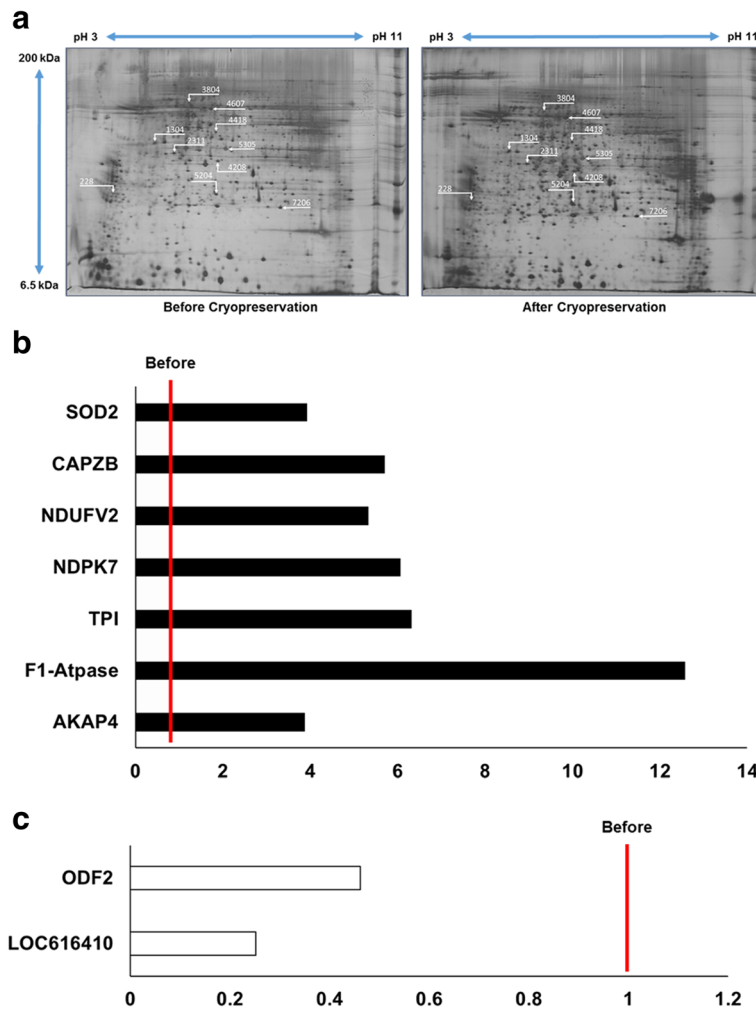 a
pH 3 pH 11 pH 3 pH 11
200 kDa
3804 3804
4607 4607
4418 4418
1304 1304
2311 5305 2311 5305
4208 4208
228 5204 228 5204
7206 7206
6.5 kDa
Before Cryopreservation After Cryopreservation
b
Before
SOD2
CAPZB
NDUFV2
NDPK7
TPI
F1-Atpase
AKAP4
0 2 4 6 8 10 12 14
c
Before
ODF2
LOC616410
0 0.2 0.4 0.6 0.8 1 1.2